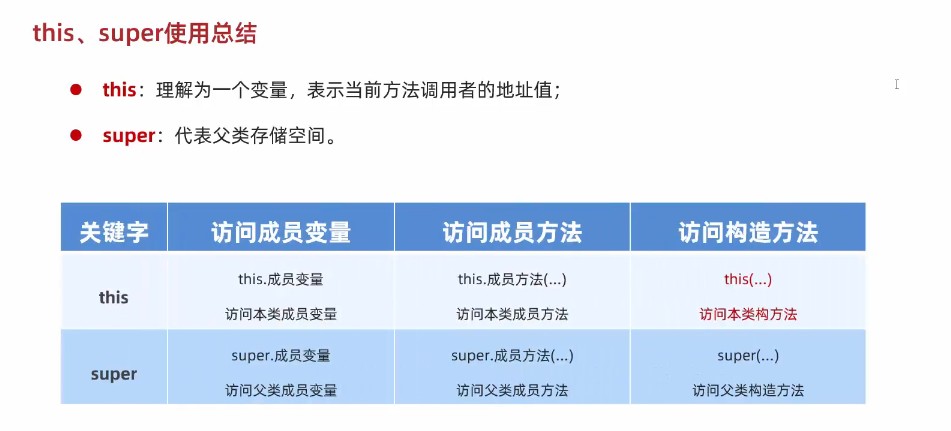 this、super使用总结
● this：理解为一个变量，表示当前方法调用者的地址值；
● super：代表父类存储空间。
关键字 访问成员变量 访问成员方法 访问构造方法
this
this.成员变量 this.成员方法(...) this(...)
访问本类成员变量 访问本类成员方法 访问本类构方法
super
super.成员变量 super.成员方法(...) super(...)
访问父类成员变量 访问父类成员方法 访问父类构造方法